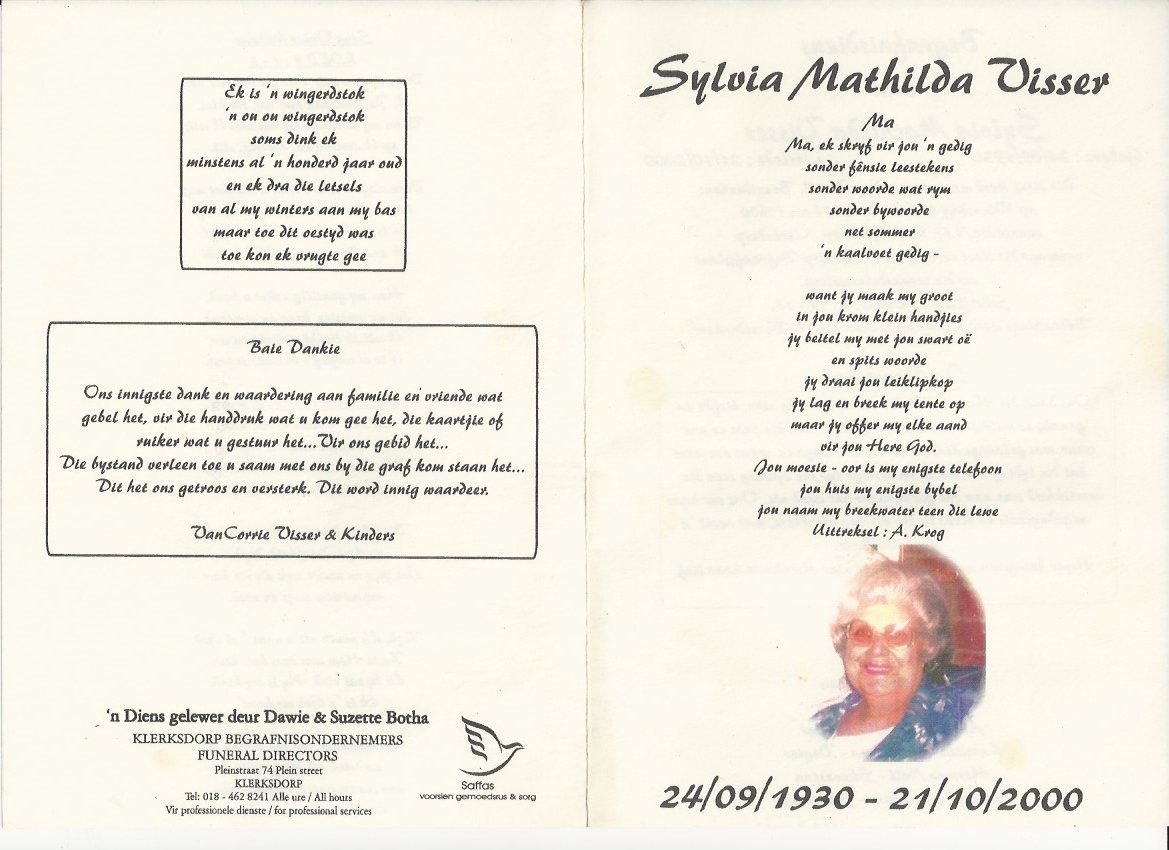 Ek is 'n wingerdstok
'n ou ou wingerdstok
soms dink ek
minstens al 'n honderd jaar oud
en ek dra die letsels
van al my winters aan my bas
maar toe dit oestyd was
toe kon ek vrugte gee
Baie Dankie
Ons innigste dank en waardering aan familie en vriende wat
gebel het, vir die handdruk wat u kom gee het, die kaartjie of
ruiker wat u gestuur het...Vir ons gebid het...
Die bystand verleen toe u saam met ons by die graf kom staan het...
Dit het ons getroos en versterk. Dit word innig waardeer.
VanCorrie Visser & Kinders
'n Diens gelewer deur Dawie & Suzette Botha
KLERKSDORP BEGRAFNISONDERNEMERS
FUNERAL DIRECTORS
Pleinstraat 74 Plein street
KLERKSDORP
Tel: 018 - 462 8241 Alle ure / All hours
Vir professionele dienste / for professional services
Saffas
voorsien gemoedsrus & sorg
Sylvia Mathilda Visser
Ma
Ma, ek skryf vir jou 'n gedig
sonder fênsie leestekens
sonder woorde wat rym
sonder bywoorde
net sommer
'n kaalvoet gedig -
want jy maak my groot
in jou krom klein handjies
jy beitel my met jou swart oë
en spits woorde
jy draai jou leiklipkop
jy lag en breek my tente op
maar jy offer my elke aand
vir jou Here God.
Jou moesie - oor is my enigste telefoon
jou huis my enigste bybel
jou naam my breekwater teen die lewe
Uittreksel : A. Krog
24/09/1930 - 21/10/2000